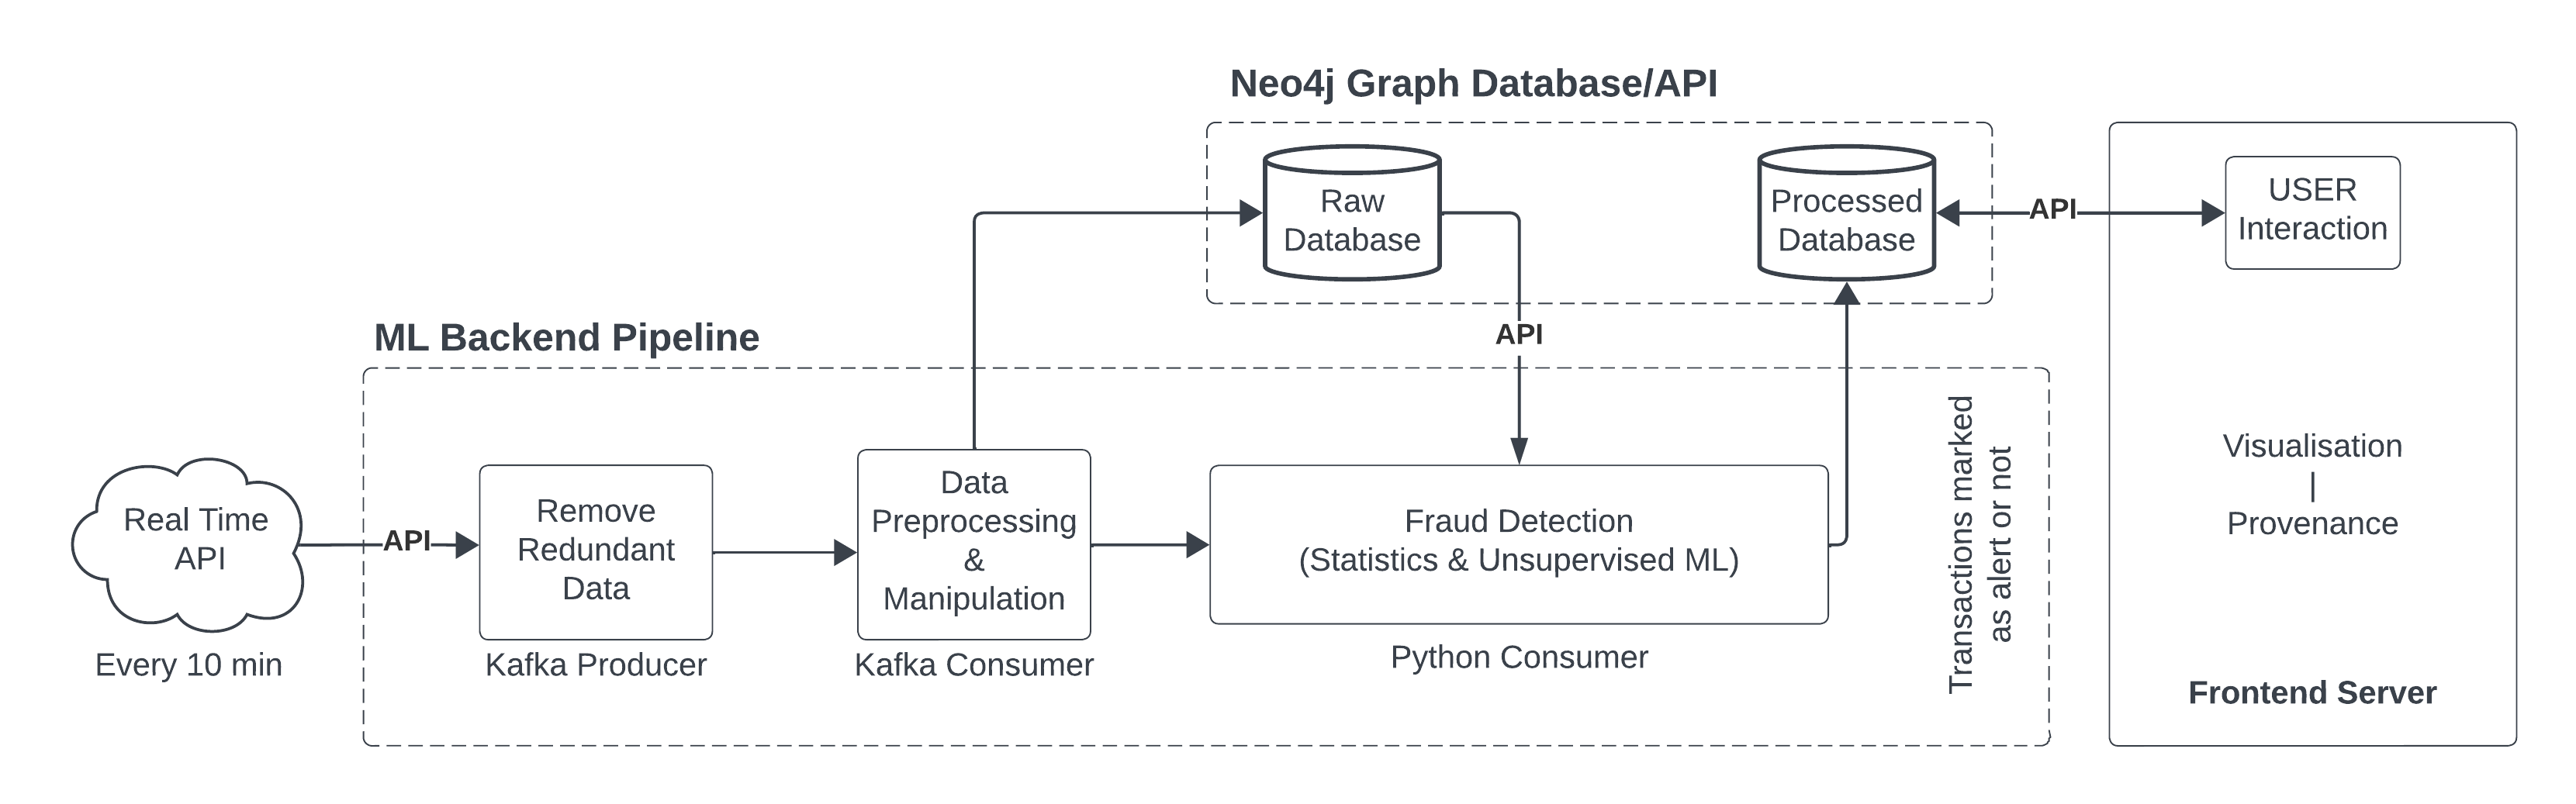 Neo4j Graph Database/API
Raw
Database
Processed
Database
API
USER
Interaction
API
ML Backend Pipeline
Real Time
API
Every 10 min
API
Remove
Redundant
Data
Kafka Producer
Data
Preprocessing
&
Manipulation
Kafka Consumer
Fraud Detection
(Statistics & Unsupervised ML)
Python Consumer
Transactions marked
as alert or not
Visualisation
Provenance
Frontend Server